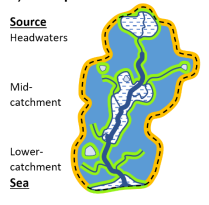 Source
Headwaters
Mid-
catchment
Lower-
catchment
Sea